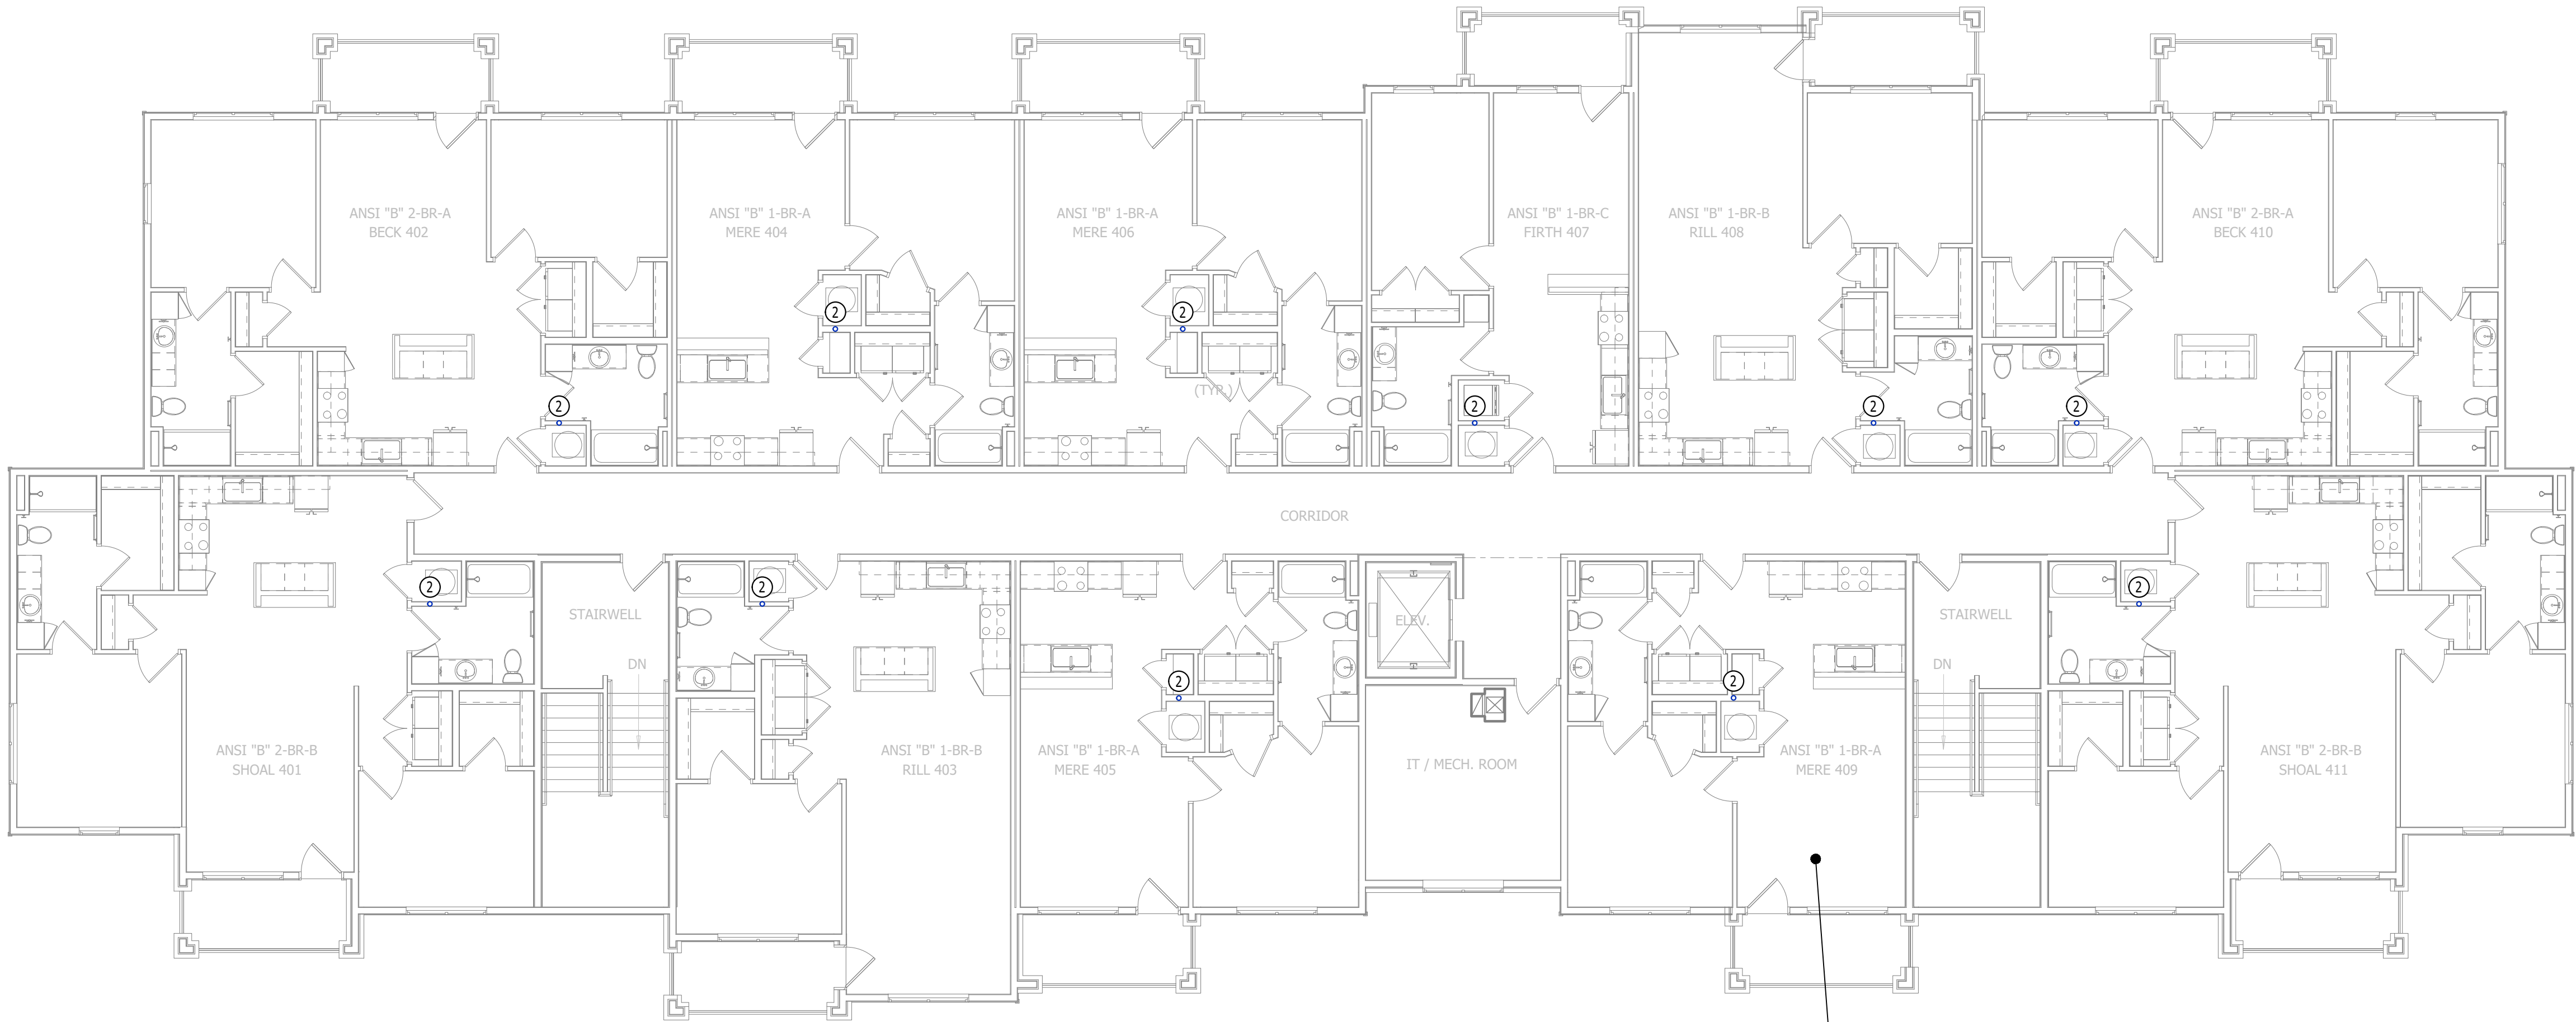 ANSI "B" 2-BR-A
BECK 402
ANSI "B" 1-BR-A
MERE 404
ANSI "B" 1-BR-A
MERE 406
ANSI "B" 1-BR-C
FIRTH 407
ANSI "B" 1-BR-B
RILL 408
ANSI "B" 2-BR-A
BECK 410
2
2
(TYP.)
2
2
2
2
CORRIDOR
2
STAIRWELL
DN
2
ELEV.
2
2
STAIRWELL
DN
2
ANSI "B" 2-BR-B
SHOAL 401
ANSI "B" 1-BR-B
RILL 403
ANSI "B" 1-BR-A
MERE 405
IT / MECH. ROOM
ANSI "B" 1-BR-A
MERE 409
ANSI "B" 2-BR-B
SHOAL 411